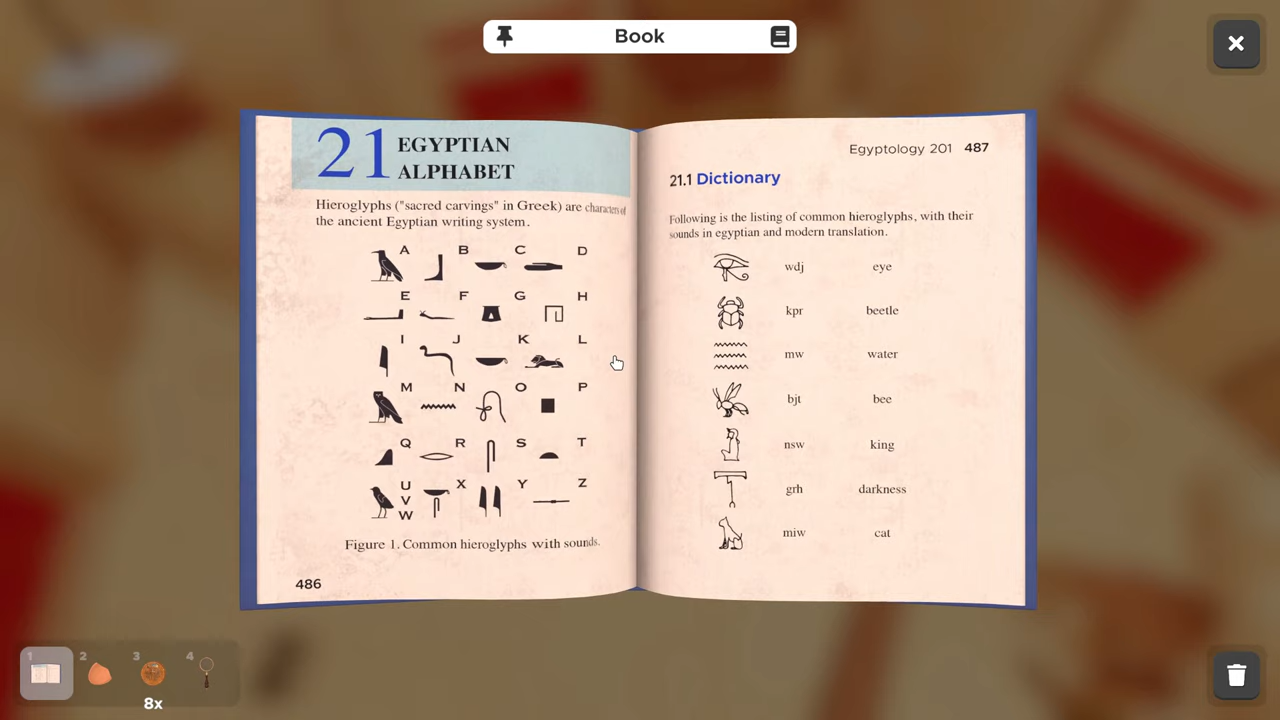 Book
21 EGYPTIAN
ALPHABET
Hieroglyphs ("sacred carvings" in Greek) are characters of
the ancient Egyptian writing system.
A B C D
E F G H
I J K L
M N O P
Q R S T
U V W X Y Z
Figure 1. Common hieroglyphs with sounds.
486
Egyptology 201 487
21.1 Dictionary
Following is the listing of common hieroglyphs, with their
sounds in egyptian and modern translation.
wdj eye
kpr beetle
mw water
bjt bee
nsw king
grh darkness
miw cat
1 2 3 4
8x